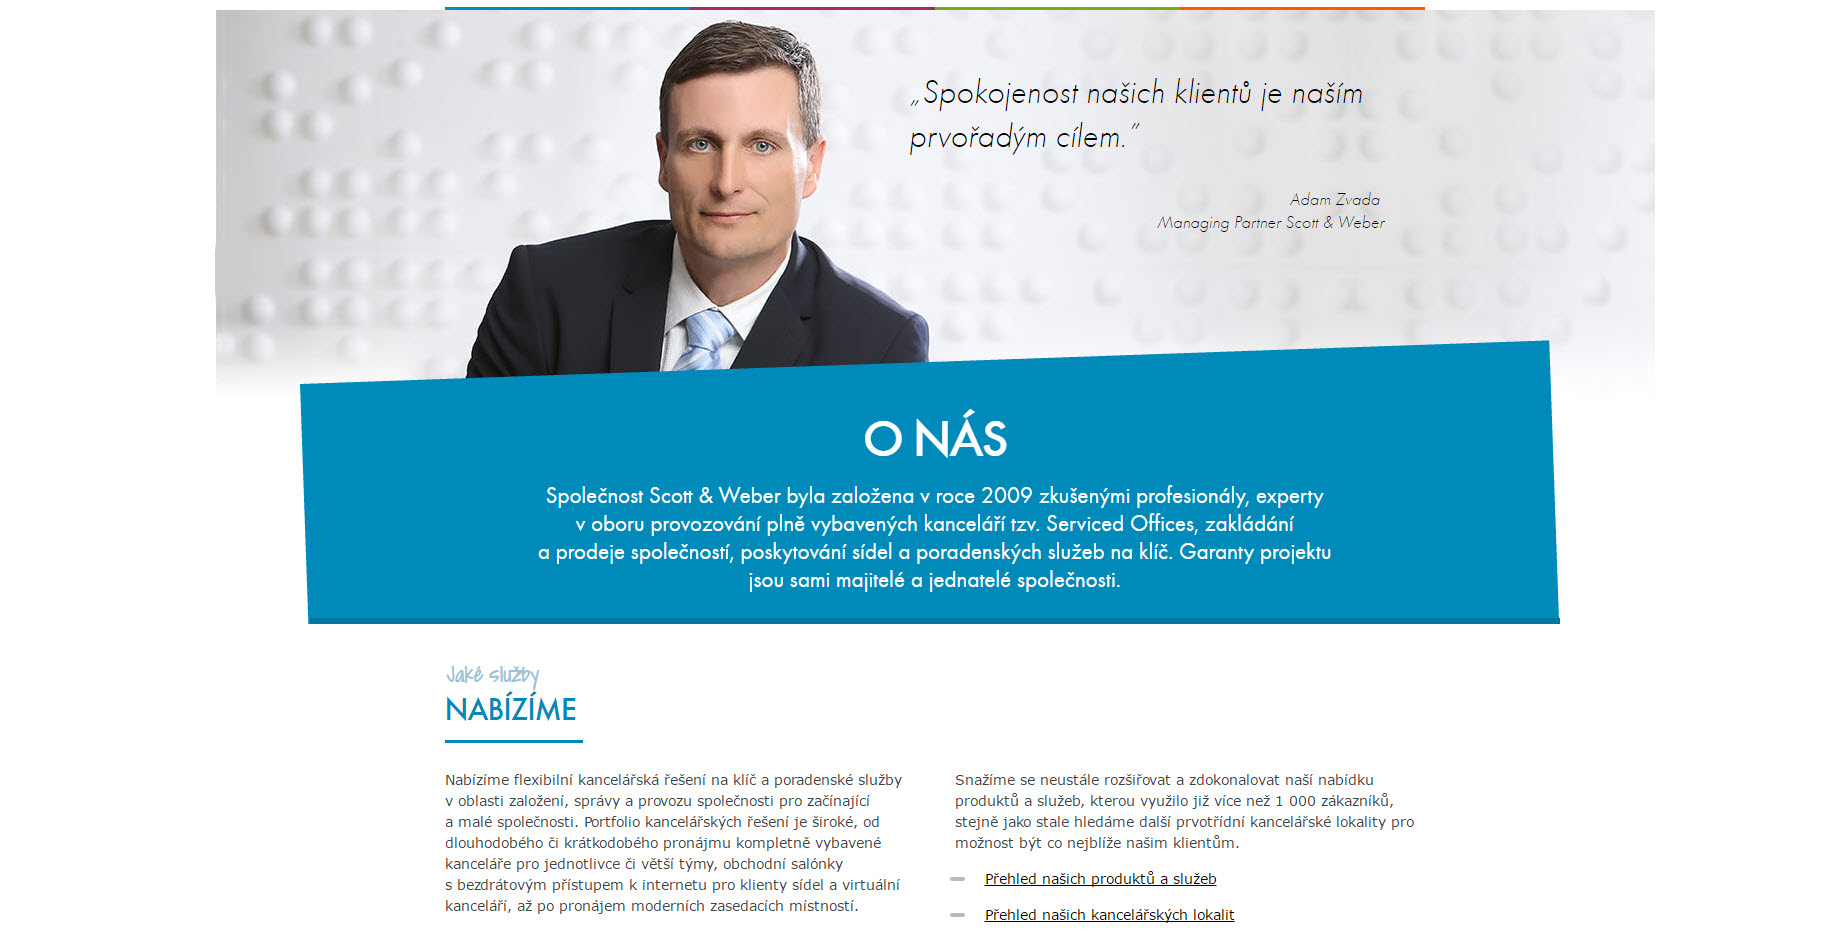 „Spokojenost našich klientů je naším
prvořadým cílem.“
Adam Zvada
Managing Partner Scott & Weber
O NÁS
Společnost Scott & Weber byla založena v roce 2009 zkušenými profesionály, experty
v oboru provozování plně vybavených kanceláří tzv. Serviced Offices, zakládání
a prodeje společností, poskytování sídel a poradenských služeb na klíč. Garanty projektu
jsou sami majitelé a jednatelé společnosti.
Jaké služby
NABÍZÍME
Nabízíme flexibilní kancelářská řešení na klíč a poradenské služby
v oblasti založení, správy a provozu společnosti pro začínající
a malé společnosti. Portfolio kancelářských řešení je široké, od
dlouhodobého či krátkodobého pronájmu kompletně vybavené
kanceláře pro jednotlivce či větší týmy, obchodní salónky
s bezdrátovým přístupem k internetu pro klienty sídel a virtuální
kanceláří, až po pronájem moderních zasedacích místností.
Snažíme se neustále rozšiřovat a zdokonalovat naší nabídku
produktů a služeb, kterou využilo již více než 1 000 zákazníků,
stejně jako stale hledáme další prvotřídní kancelářské lokality pro
možnost být co nejblíže našim klientům.
Přehled našich produktů a služeb
Přehled našich kancelářských lokalit